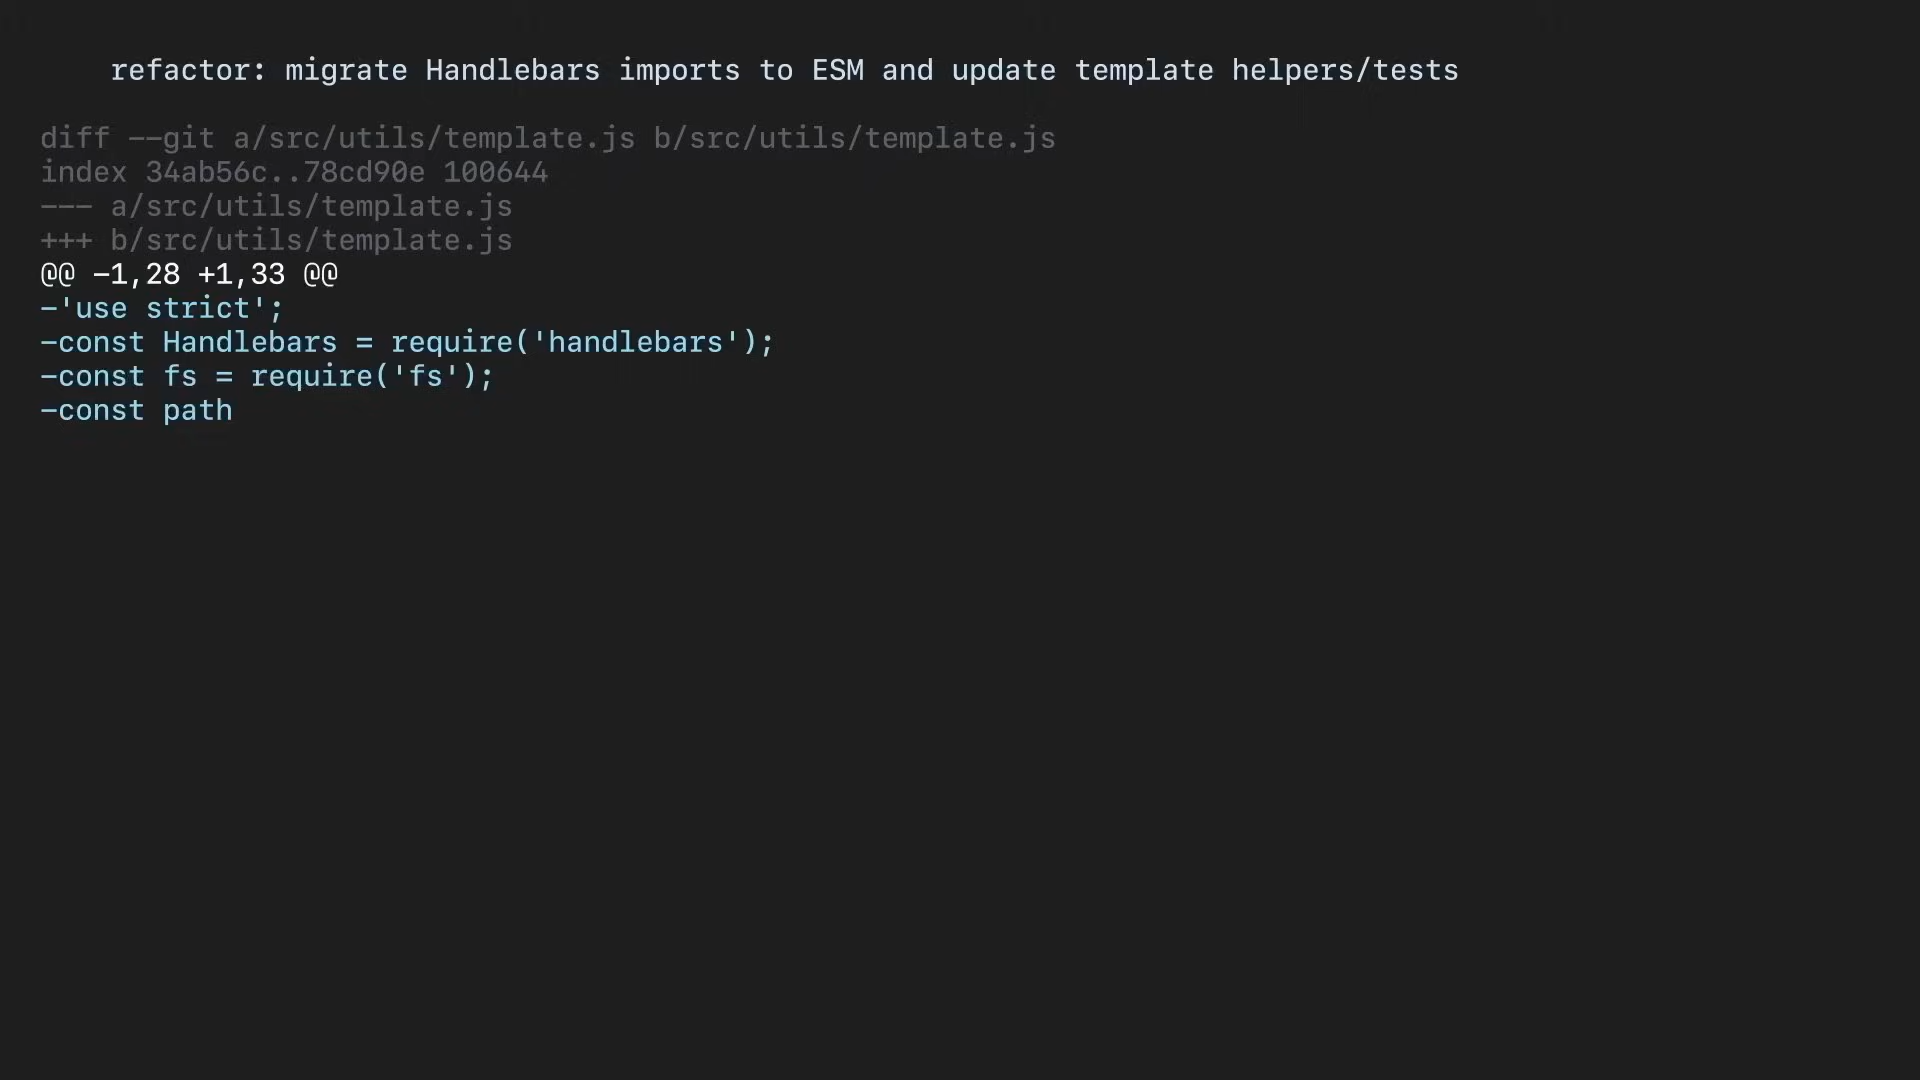 refactor: migrate Handlebars imports to ESM and update template helpers/tests
diff --git a/src/utils/template.js b/src/utils/template.js
index 34ab56c..78cd90e 100644
--- a/src/utils/template.js
+++ b/src/utils/template.js
@@ -1,28 +1,33 @@
-'use strict';
-const Handlebars = require('handlebars');
-const fs = require('fs');
-const path